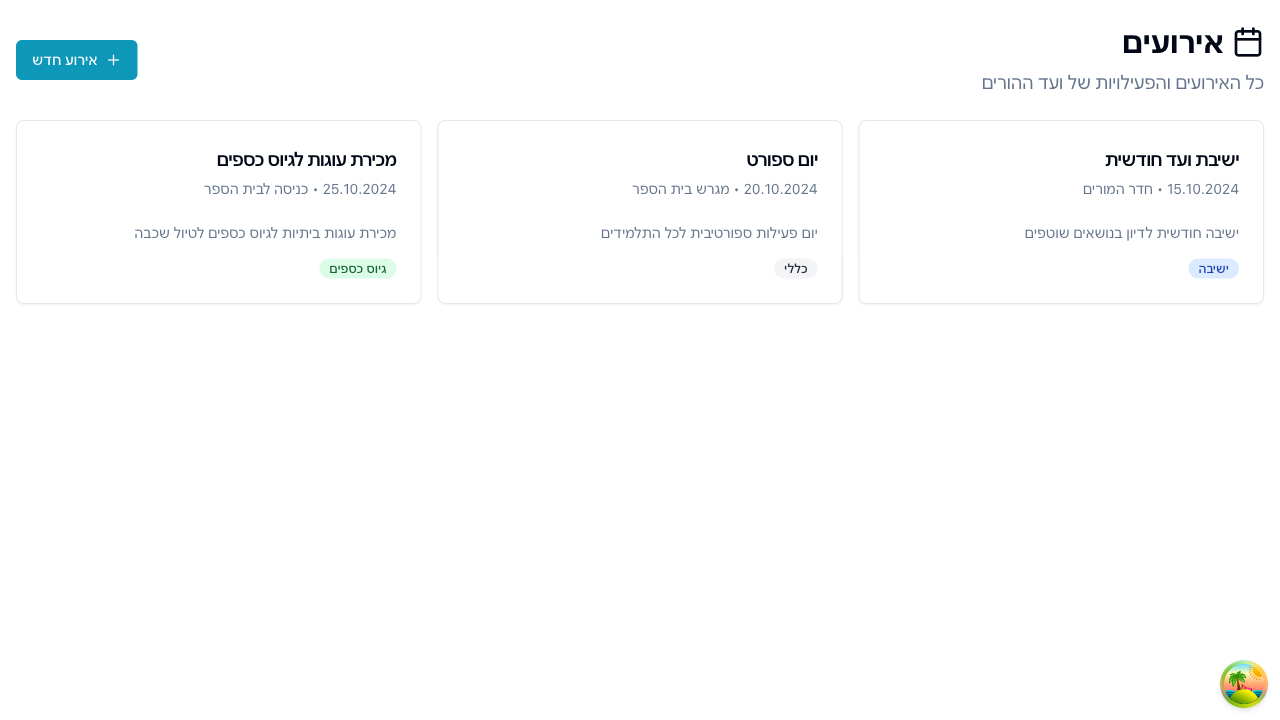 אירועים
כל האירועים והפעילויות של ועד ההורים
אירוע חדש
ישיבת ועד חודשית
15.10.2024 • חדר המורים
ישיבה חודשית לדיון בנושאים שוטפים
ישיבה
יום ספורט
20.10.2024 • מגרש בית הספר
יום פעילות ספורטיבית לכל התלמידים
כללי
מכירת עוגות לגיוס כספים
25.10.2024 • כניסה לבית הספר
מכירת עוגות ביתיות לגיוס כספים לטיול שכבה
גיוס כספים